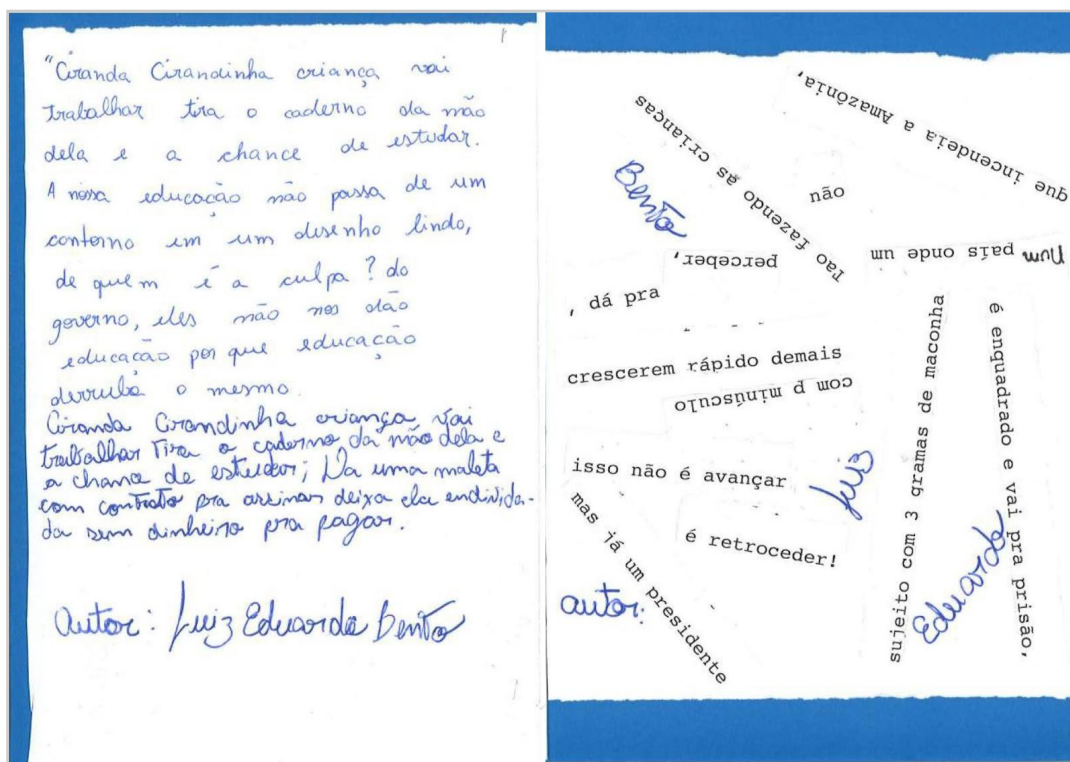 "Ciranda Cirandinha criança vai
trabalhar tira o caderno da mão
dela e a chance de estudar.
A nossa educação não passa de um
contorno em um desenho lindo,
de quem é a culpa? do
governo, eles não nos dão
educação por que educação
derruba o mesmo.
Ciranda Cirandinha criança vai
trabalhar Tira o caderno da mão dela e
a chance de estudar; Da uma maleta
com contrato pra assinar deixa ela endivida-
da sem dinheiro pra pagar.
autor: Luiz Eduardo Bento
que incendeia a Amazônia,
Tao fazendo as crianças
Bento
não
Num país onde um
perceber,
, dá pra
crescerem rápido demais
com p minúsculo
sujeito com 3 gramas de maconha
é enquadrado e vai pra prisão,
isso não é avançar
Luiz
mas já um presidente
é retroceder!
Eduardo
autor: